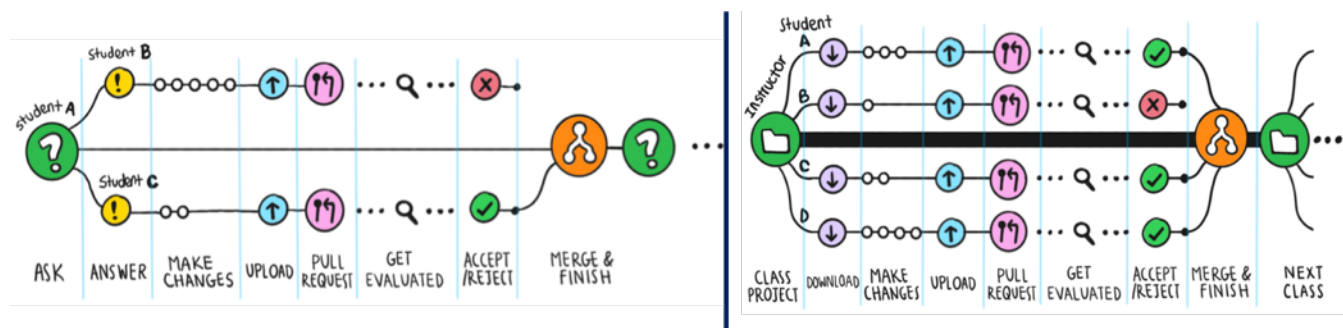 Student B
Student A
Student C
ASK
ANSWER
MAKE
CHANGES
UPLOAD
PULL
REQUEST
GET
EVALUATED
ACCEPT
/REJECT
MERGE &
FINISH
Student
Instructor
A
B
C
D
CLASS
PROJECT
DOWNLOAD
MAKE
CHANGES
UPLOAD
PULL
REQUEST
GET
EVALUATED
ACCEPT
/REJECT
MERGE &
FINISH
NEXT
CLASS